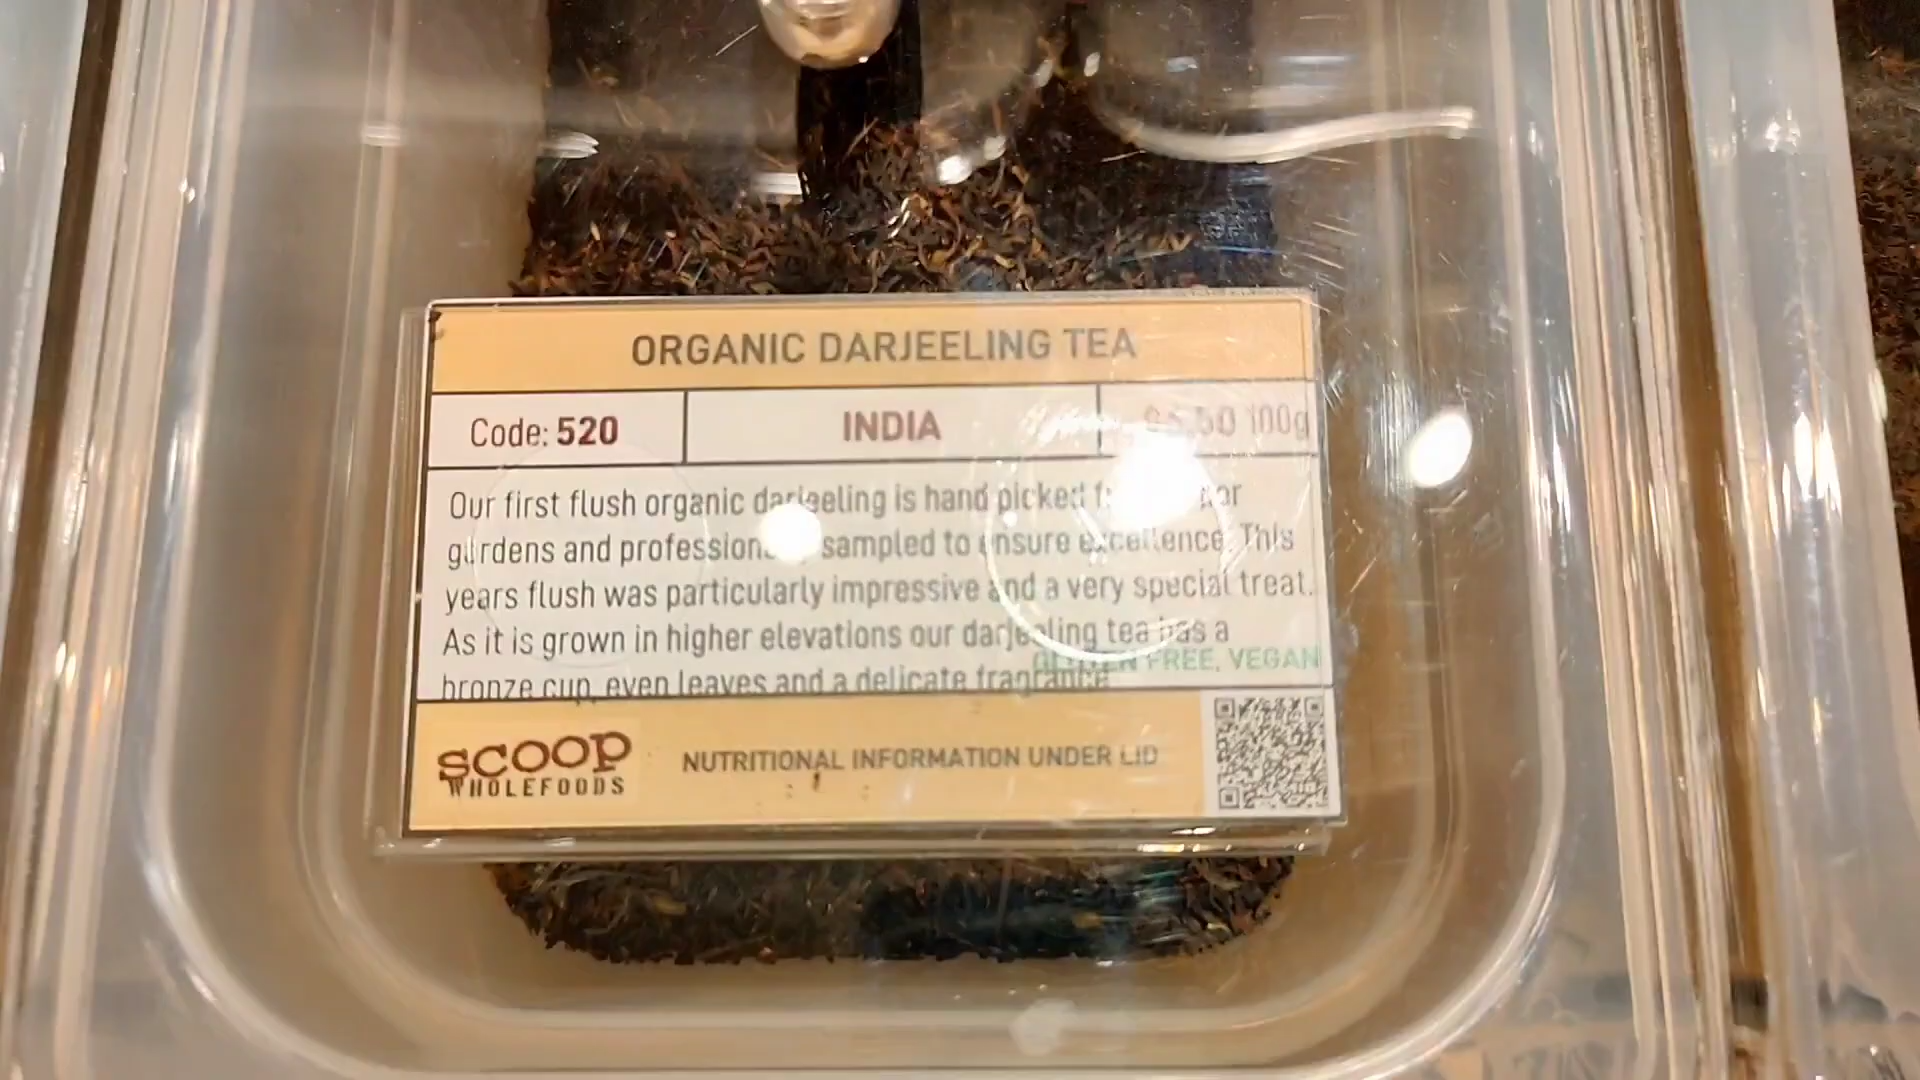 ORGANIC DARJEELING TEA
Code: 520
INDIA
100g
Our first flush organic darjeeling is hand picked
gardens and sampled to ensure excellence. This
years flush was particularly impressive and a very special treat.
As it is grown in higher elevations our darjeeling tea has a
bronze cup, even leaves and a delicate fragrance
GLUTEN FREE, VEGAN
SCOOP
WHOLEFOODS
NUTRITIONAL INFORMATION UNDER LID